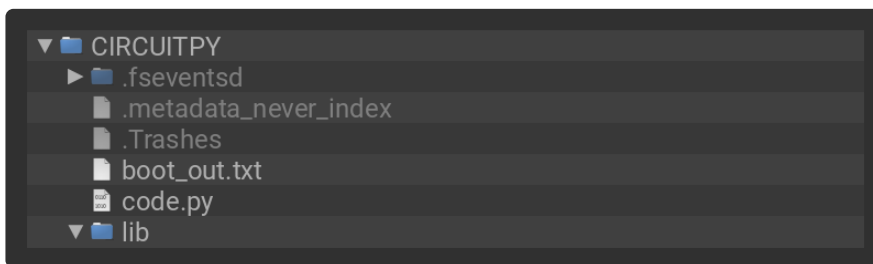 CIRCUITPY
.fseventsd
.metadata_never_index
.Trashes
boot_out.txt
code.py
lib